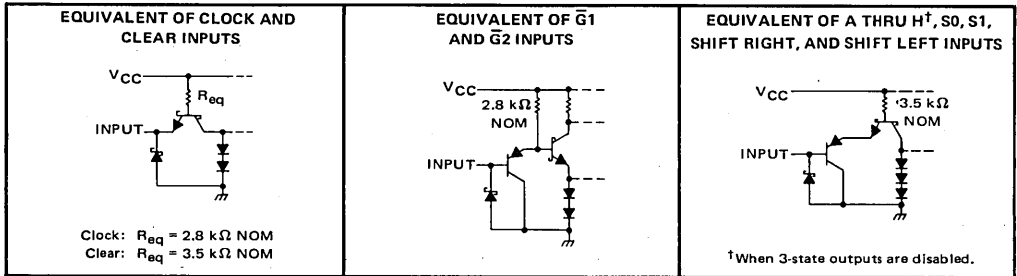 EQUIVALENT OF CLOCK AND
CLEAR INPUTS
VCC
Req
INPUT
Clock: Req = 2.8 kΩ NOM
Clear: Req = 3.5 kΩ NOM
EQUIVALENT OF G̅1
AND G̅2 INPUTS
2.8 kΩ
NOM
VCC
INPUT
EQUIVALENT OF A THRU H†, S0, S1,
SHIFT RIGHT, AND SHIFT LEFT INPUTS
VCC
3.5 kΩ
NOM
INPUT
†When 3-state outputs are disabled.